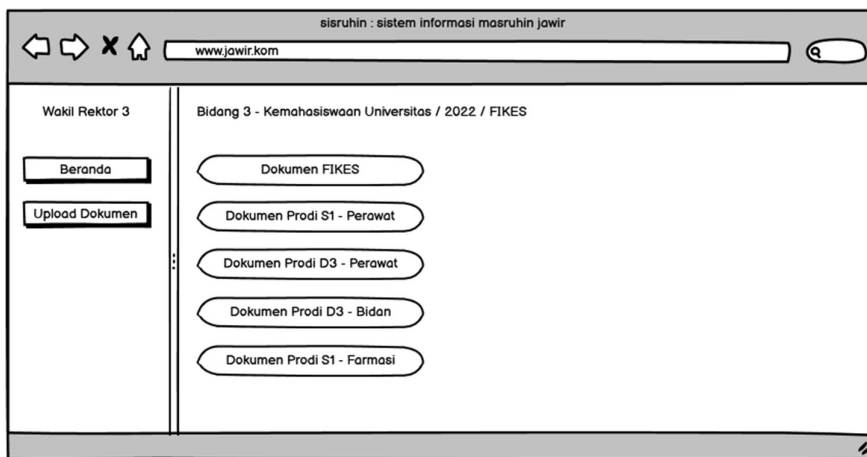 sisruhin : sistem informasi masruhin jawir
www.jawir.kom
Wakil Rektor 3
Beranda
Upload Dokumen
Bidang 3 - Kemahasiswaan Universitas / 2022 / FIKES
Dokumen FIKES
Dokumen Prodi S1 - Perawat
Dokumen Prodi D3 - Perawat
Dokumen Prodi D3 - Bidan
Dokumen Prodi S1 - Farmasi